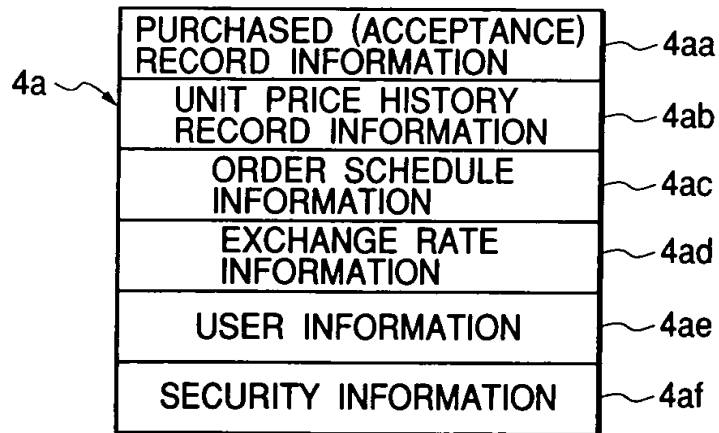 PURCHASED (ACCEPTANCE)
RECORD INFORMATION
4aa
4a
UNIT PRICE HISTORY
RECORD INFORMATION
4ab
ORDER SCHEDULE
INFORMATION
4ac
EXCHANGE RATE
INFORMATION
4ad
USER INFORMATION
4ae
SECURITY INFORMATION
4af